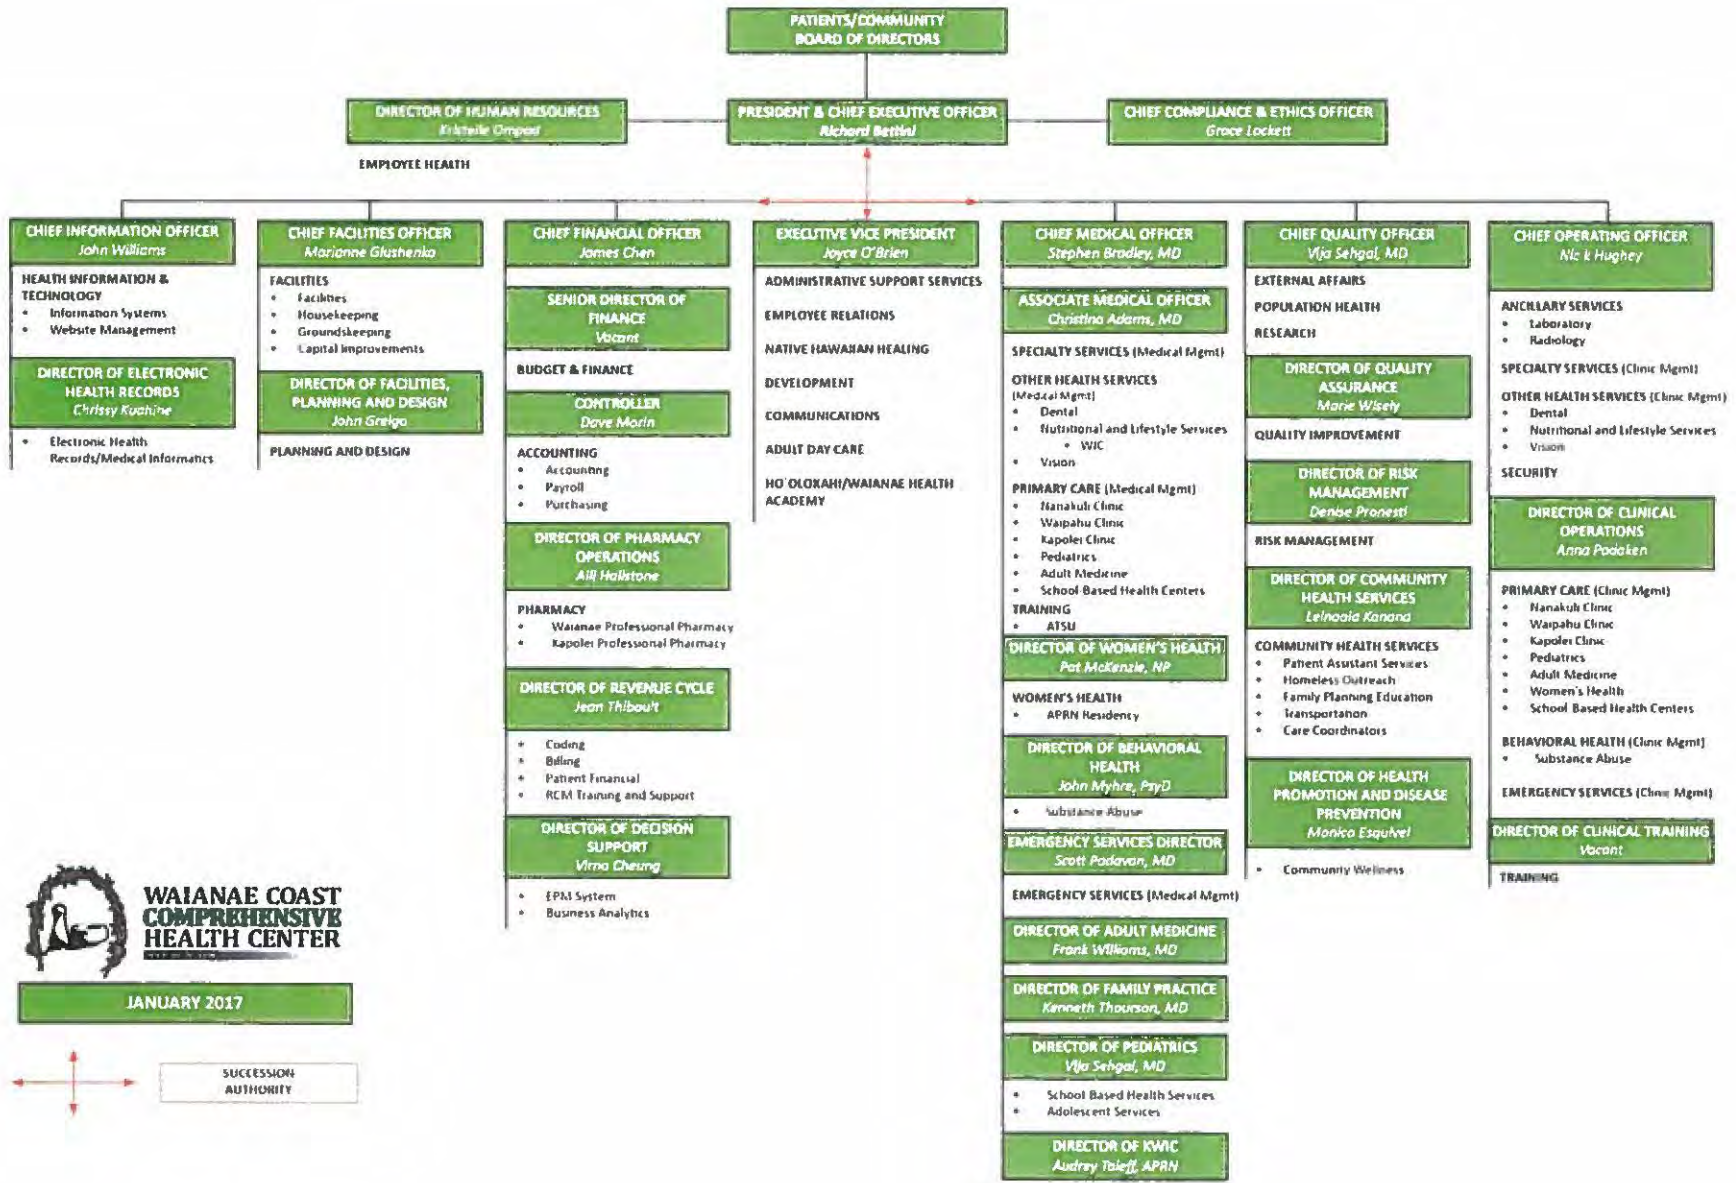 PATIENTS/COMMUNITY
BOARD OF DIRECTORS
DIRECTOR OF HUMAN RESOURCES
PRESIDENT & CHIEF EXECUTIVE OFFICER
Richard Bettini
CHIEF COMPLIANCE & ETHICS OFFICER
Grace Lockett
EMPLOYEE HEALTH
CHIEF INFORMATION OFFICER
John Williams
HEALTH INFORMATION &
TECHNOLOGY
• Information Systems
• Website Management
DIRECTOR OF ELECTRONIC
HEALTH RECORDS
Chrissy Kuahine
• Electronic Health
Records/Medical Informatics
CHIEF FACILITIES OFFICER
Marianne Glushenko
FACILITIES
• Facilities
• Housekeeping
• Groundskeeping
• Capital Improvements
DIRECTOR OF FACILITIES,
PLANNING AND DESIGN
John
PLANNING AND DESIGN
CHIEF FINANCIAL OFFICER
James Chen
SENIOR DIRECTOR OF
FINANCE
Vacant
BUDGET & FINANCE
CONTROLLER
Dave Morin
ACCOUNTING
• Accounting
• Payroll
• Purchasing
DIRECTOR OF PHARMACY
OPERATIONS
Hailstone
PHARMACY
• Waianae Professional Pharmacy
• Kapolei Professional Pharmacy
DIRECTOR OF REVENUE CYCLE
Jean Thibault
• Coding
• Billing
• Patient Financial
• RCM Training and Support
DIRECTOR OF DECISION
SUPPORT
Virna Cheung
• EPM System
• Business Analytics
EXECUTIVE VICE PRESIDENT
Joyce O'Brien
ADMINISTRATIVE SUPPORT SERVICES
EMPLOYEE RELATIONS
NATIVE HAWAIIAN HEALING
DEVELOPMENT
COMMUNICATIONS
ADULT DAY CARE
HO`OLOKAHI/WAIANAE HEALTH
ACADEMY
CHIEF MEDICAL OFFICER
Stephen Bradley, MD
ASSOCIATE MEDICAL OFFICER
Christina Adams, MD
SPECIALTY SERVICES (Medical Mgmt)
OTHER HEALTH SERVICES
(Medical Mgmt)
• Dental
• Nutritional and Lifestyle Services
• WIC
• Vision
PRIMARY CARE (Medical Mgmt)
• Nanakuli Clinic
• Waipahu Clinic
• Kapolei Clinic
• Pediatrics
• Adult Medicine
• School Based Health Centers
TRAINING
• ATSU
DIRECTOR OF WOMEN'S HEALTH
Pat McKenzie, NP
WOMEN'S HEALTH
• APRN Residency
DIRECTOR OF BEHAVIORAL
HEALTH
John Myhre, PsyD
• Substance Abuse
EMERGENCY SERVICES DIRECTOR
Scott Padavan, MD
EMERGENCY SERVICES (Medical Mgmt)
DIRECTOR OF ADULT MEDICINE
Frank Williams, MD
DIRECTOR OF FAMILY PRACTICE
Kenneth Thourson, MD
DIRECTOR OF PEDIATRICS
Vija Sehgal, MD
• School Based Health Services
• Adolescent Services
DIRECTOR OF KWIC
Audrey Taleff, APRN
CHIEF QUALITY OFFICER
Vija Sehgal, MD
EXTERNAL AFFAIRS
POPULATION HEALTH
RESEARCH
DIRECTOR OF QUALITY
ASSURANCE
Marie Wisely
QUALITY IMPROVEMENT
DIRECTOR OF RISK
MANAGEMENT
Denise Pronesti
RISK MANAGEMENT
DIRECTOR OF COMMUNITY
HEALTH SERVICES
COMMUNITY HEALTH SERVICES
• Patient Assistant Services
• Homeless Outreach
• Family Planning Education
• Transportation
• Care Coordinators
DIRECTOR OF HEALTH
PROMOTION AND DISEASE
PREVENTION
Monica Esquivel
• Community Wellness
CHIEF OPERATING OFFICER
Nick Hughey
ANCILLARY SERVICES
• Laboratory
• Radiology
SPECIALTY SERVICES (Clinic Mgmt)
OTHER HEALTH SERVICES (Clinic Mgmt)
• Dental
• Nutritional and Lifestyle Services
• Vision
SECURITY
DIRECTOR OF CLINICAL
OPERATIONS
Anna Padaken
PRIMARY CARE (Clinic Mgmt)
• Nanakuli Clinic
• Waipahu Clinic
• Kapolei Clinic
• Pediatrics
• Adult Medicine
• Women's Health
• School Based Health Centers
BEHAVIORAL HEALTH (Clinic Mgmt)
• Substance Abuse
EMERGENCY SERVICES (Clinic Mgmt)
DIRECTOR OF CLINICAL TRAINING
Vacant
TRAINING
WAIANAE COAST
COMPREHENSIVE
HEALTH CENTER
JANUARY 2017
SUCCESSION
AUTHORITY